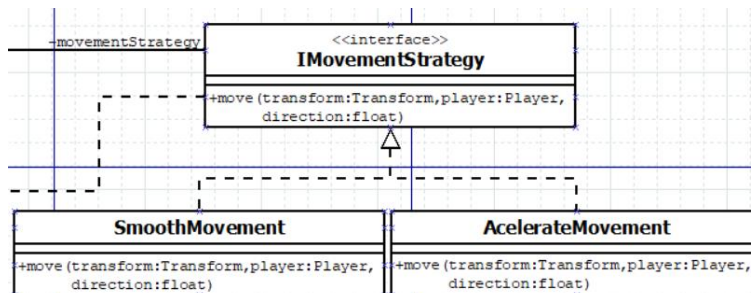 -movementStrategy
<<interface>>
IMovementStrategy
+move(transform:Transform,player:Player,
direction:float)
SmoothMovement
+move(transform:Transform,player:Player,
direction:float)
AcelerateMovement
+move(transform:Transform,player:Player,
direction:float)